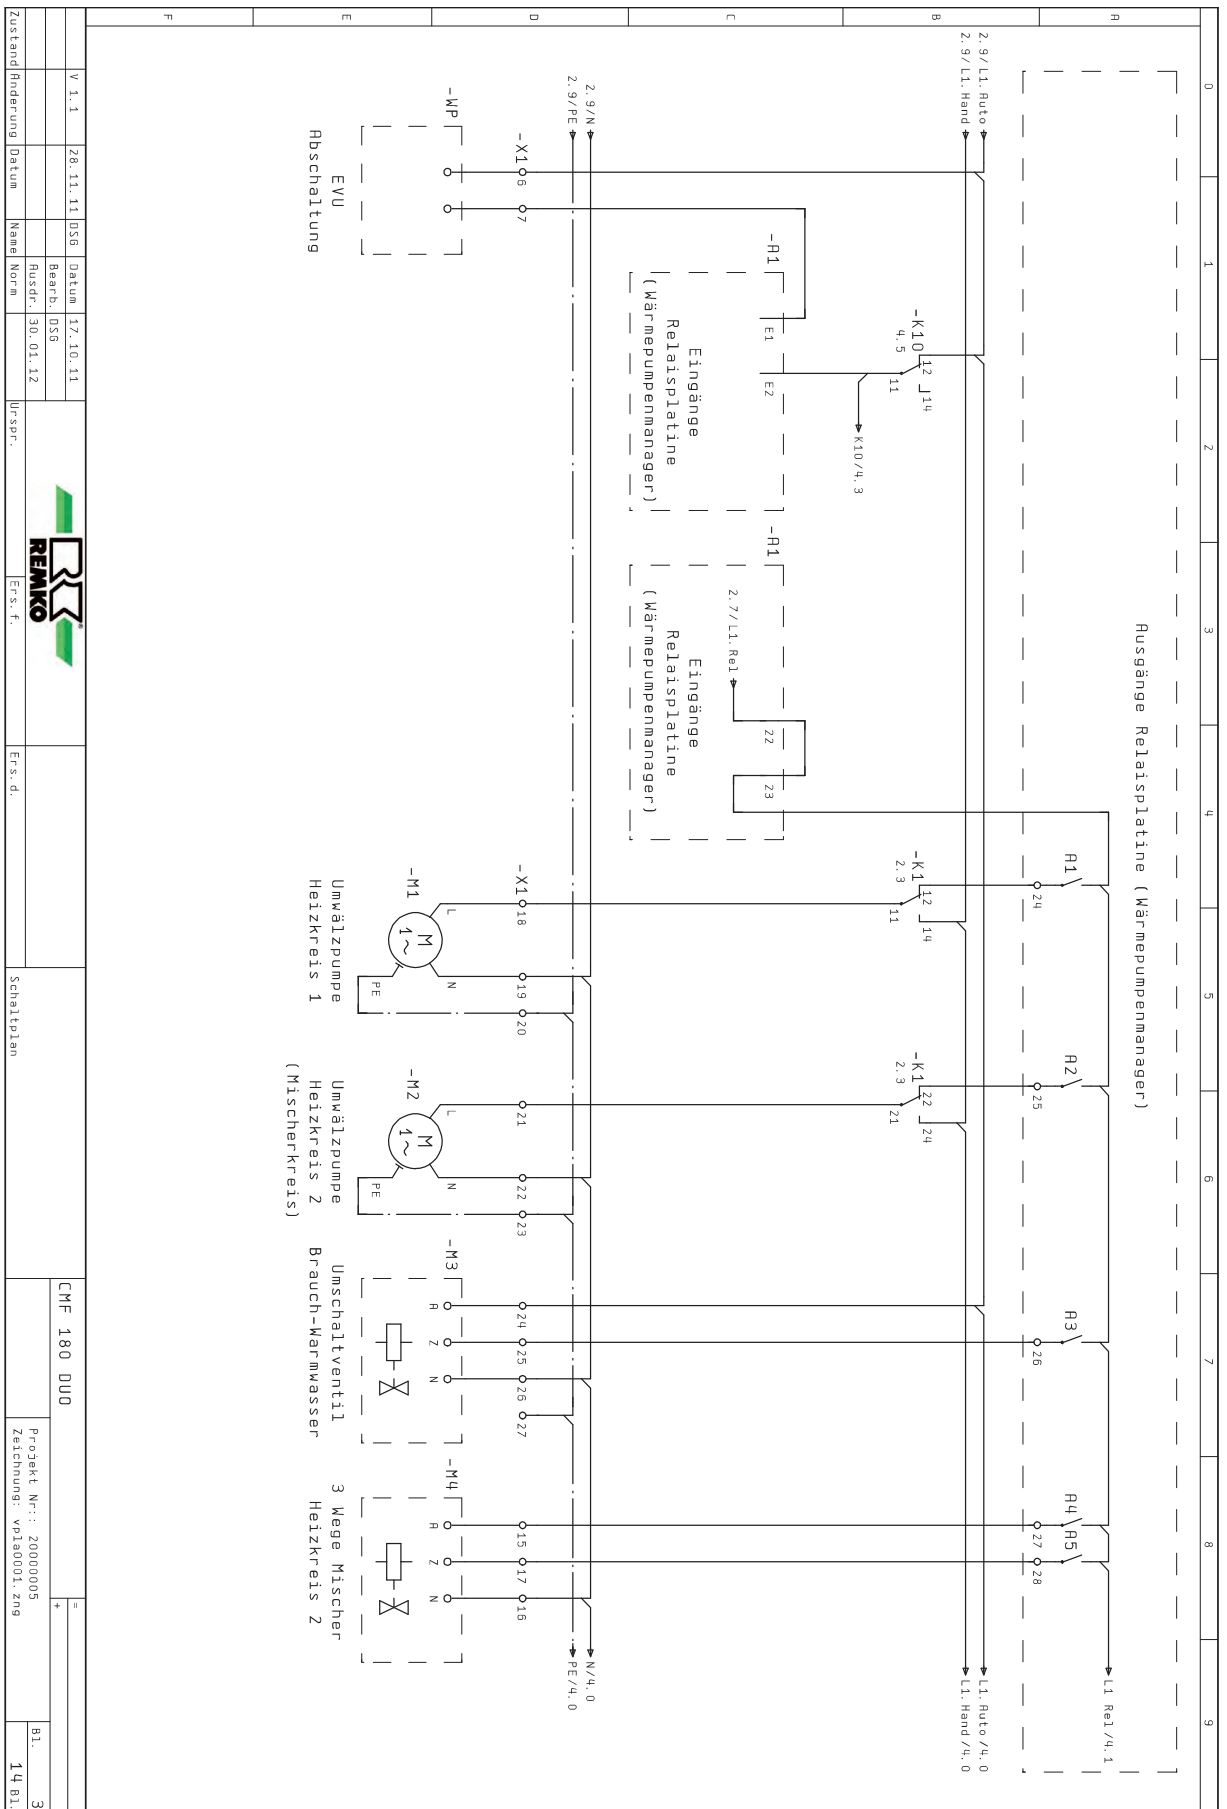 0 1 2 3 4 5 6 7 8 9
A
B
C
D
E
F
Ausgänge Relaisplatine (Wärmepumpenmanager)
L1 Rel/4.1
A1
A2
A3
A4
A5
24
25
26
27
28
2.9/L1.Auto
2.9/L1.Hand
L1.Auto/4.0
L1.Hand/4.0
-K10
4.5
12
14
11
K10/4.3
-K1
2.3
12
14
11
-K1
2.3
22
24
21
-A1
E1
E2
Eingänge
Relaisplatine
(Wärmepumpenmanager)
-A1
2.7/L1.Rel
22
23
Eingänge
Relaisplatine
(Wärmepumpenmanager)
2.9/N
2.9/PE
N/4.0
PE/4.0
-X1
6
7
-X1
18
19
20
21
22
23
24
25
26
27
15
17
16
-WP
EVU
Abschaltung
-M1
L
N
PE
M
1~
Umwälzpumpe
Heizkreis 1
-M2
L
N
PE
M
1~
Umwälzpumpe
Heizkreis 2
(Mischerkreis)
-M3
A
Z
N
Umschaltventil
Brauch-Warmwasser
-M4
A
Z
N
3 Wege Mischer
Heizkreis 2
V 1.1
28.11.11
DSG
Datum
17.10.11
Bearb.
DSG
Ausdr.
30.01.12
Zustand
Änderung
Datum
Name
Norm
Urspr.
REMKO
®
Ers.f.
Ers.d.
Schaltplan
CMF 180 DUO
Projekt Nr.: 20000005
Zeichnung: vpla0001.zng
=
+
Bl. 3
14 Bl.